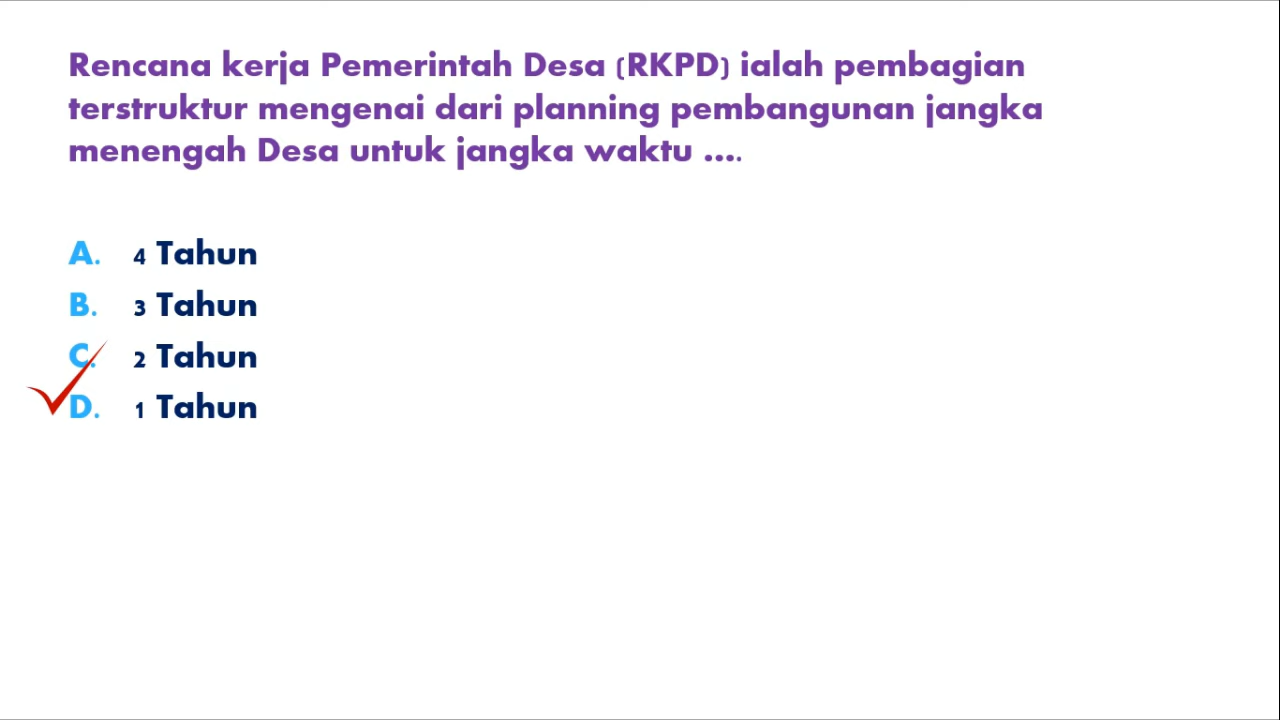 Rencana kerja Pemerintah Desa (RKPD) ialah pembagian
terstruktur mengenai dari planning pembangunan jangka
menengah Desa untuk jangka waktu ....
A. 4 Tahun
B. 3 Tahun
C. 2 Tahun
D. 1 Tahun